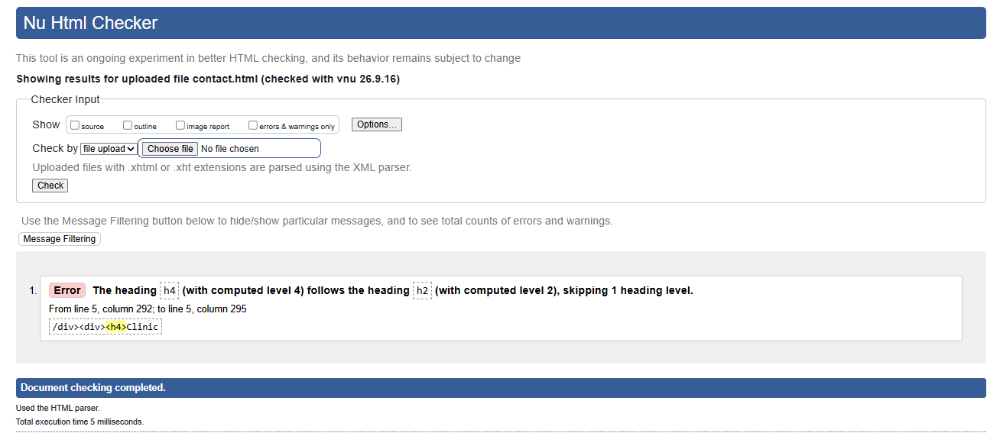 Nu Html Checker
This tool is an ongoing experiment in better HTML checking, and its behavior remains subject to change
Showing results for uploaded file contact.html (checked with vnu 26.9.16)
Checker Input
Show source outline image report errors & warnings only Options...
Check by file upload Choose file No file chosen
Uploaded files with .xhtml or .xht extensions are parsed using the XML parser.
Check
Use the Message Filtering button below to hide/show particular messages, and to see total counts of errors and warnings.
Message Filtering
1. Error The heading h4 (with computed level 4) follows the heading h2 (with computed level 2), skipping 1 heading level.
From line 5, column 292; to line 5, column 295
/div><div><h4>Clinic
Document checking completed.
Used the HTML parser.
Total execution time 5 milliseconds.